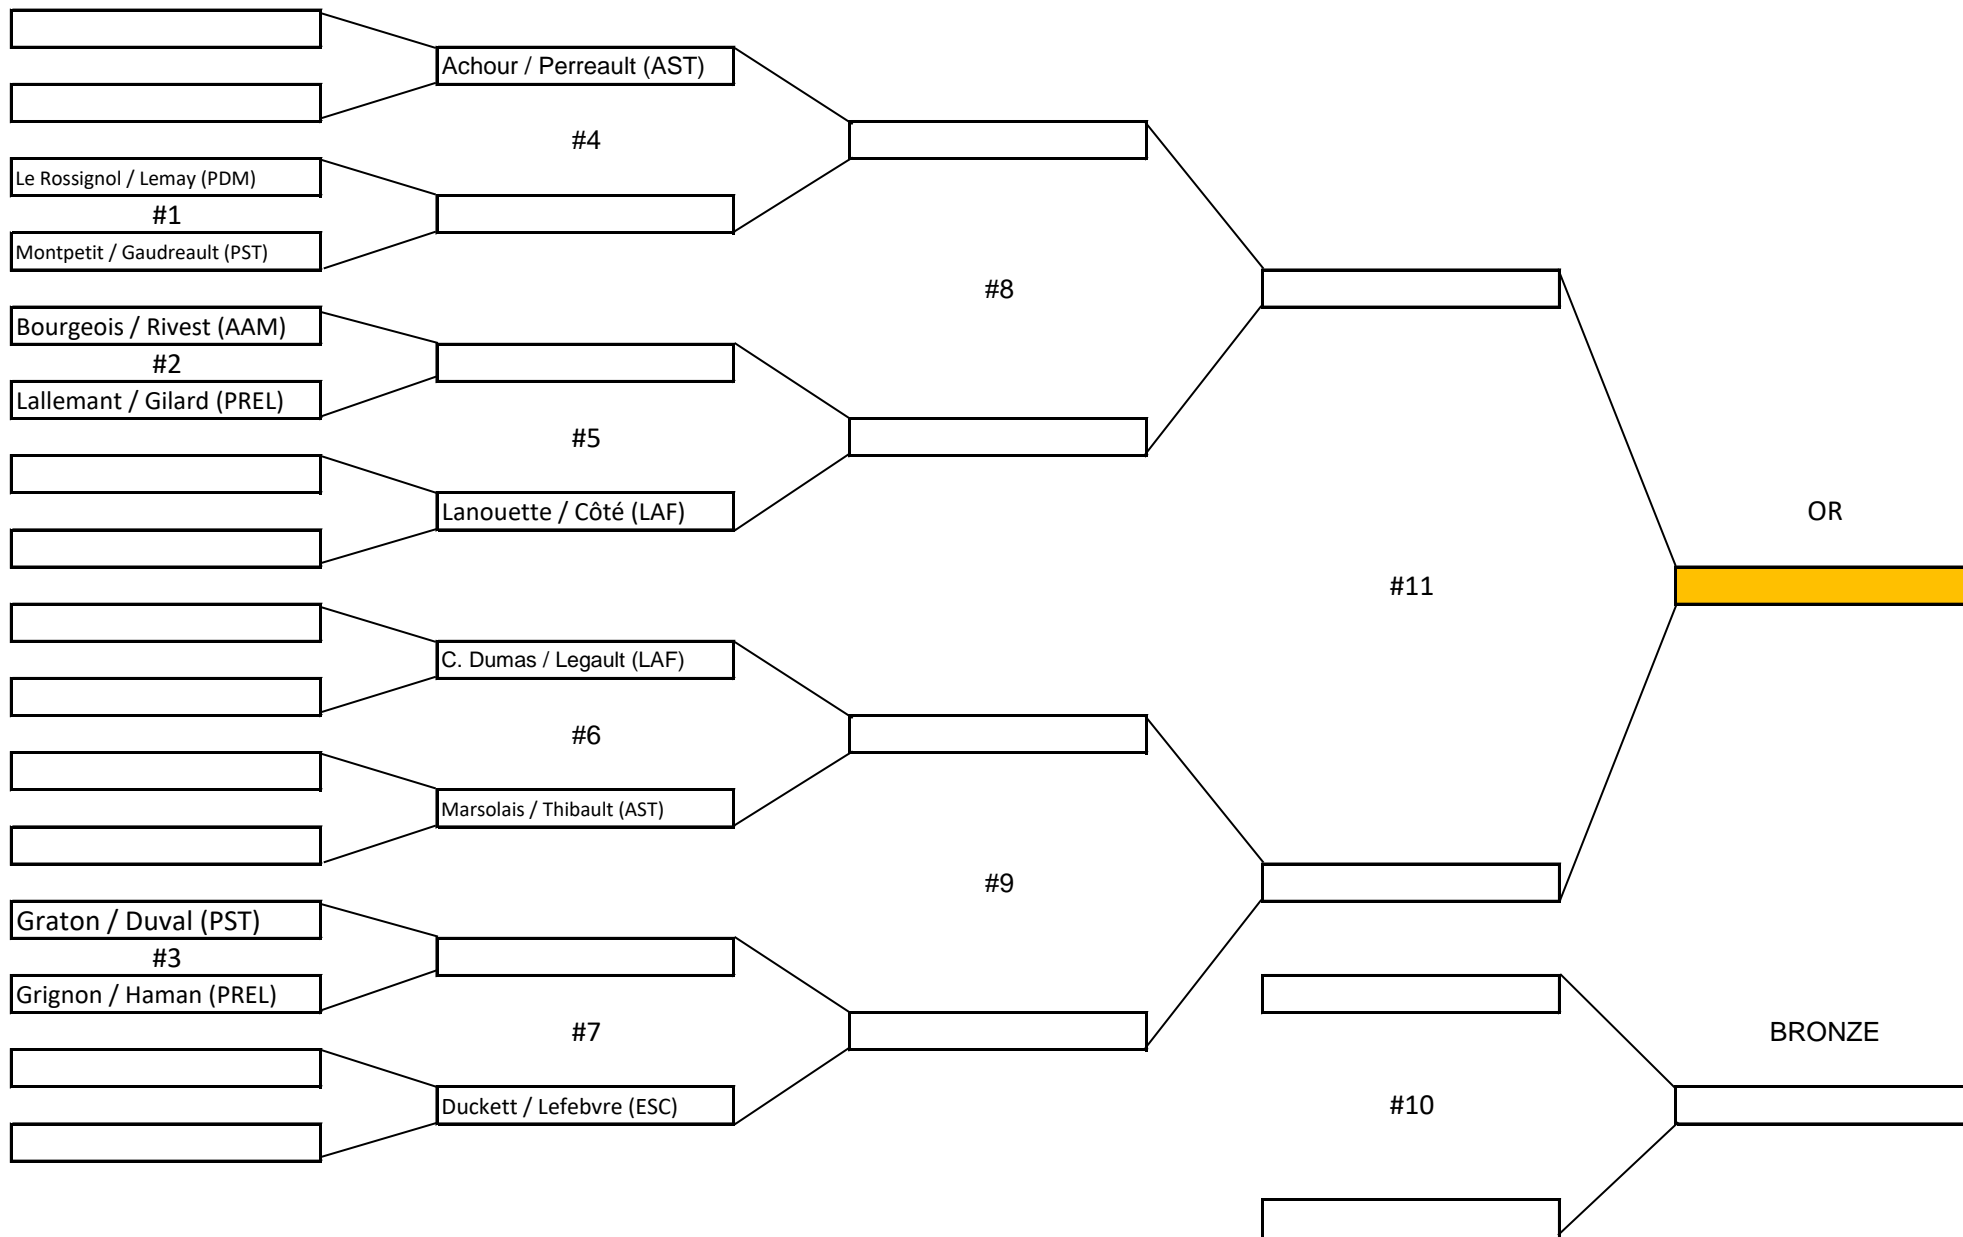 Achour / Perreault (AST)
#4
Le Rossignol / Lemay (PDM)
#1
Montpetit / Gaudreault (PST)
#8
Bourgeois / Rivest (AAM)
#2
Lallemant / Gilard (PREL)
#5
Lanouette / Côté (LAF)
OR
#11
C. Dumas / Legault (LAF)
#6
Marsolais / Thibault (AST)
#9
Graton / Duval (PST)
#3
Grignon / Haman (PREL)
#7
BRONZE
Duckett / Lefebvre (ESC)
#10